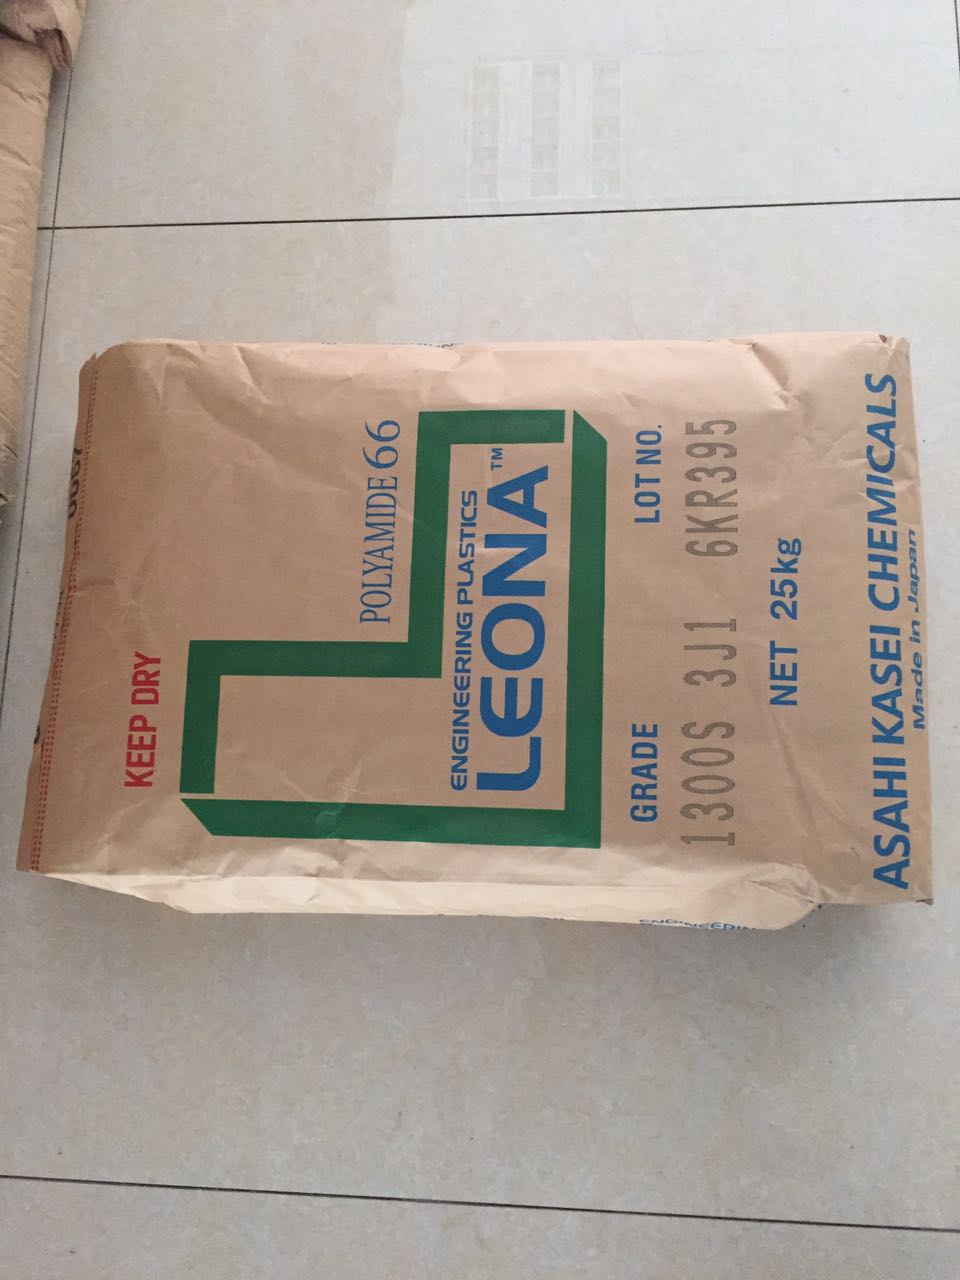 KEEP DRY
POLYAMIDE 66
ENGINEERING PLASTICS
LEONA™
GRADE LOT NO.
1300S 3J1 6KR395
NET 25kg
ASAHI KASEI CHEMICALS
Made in Japan